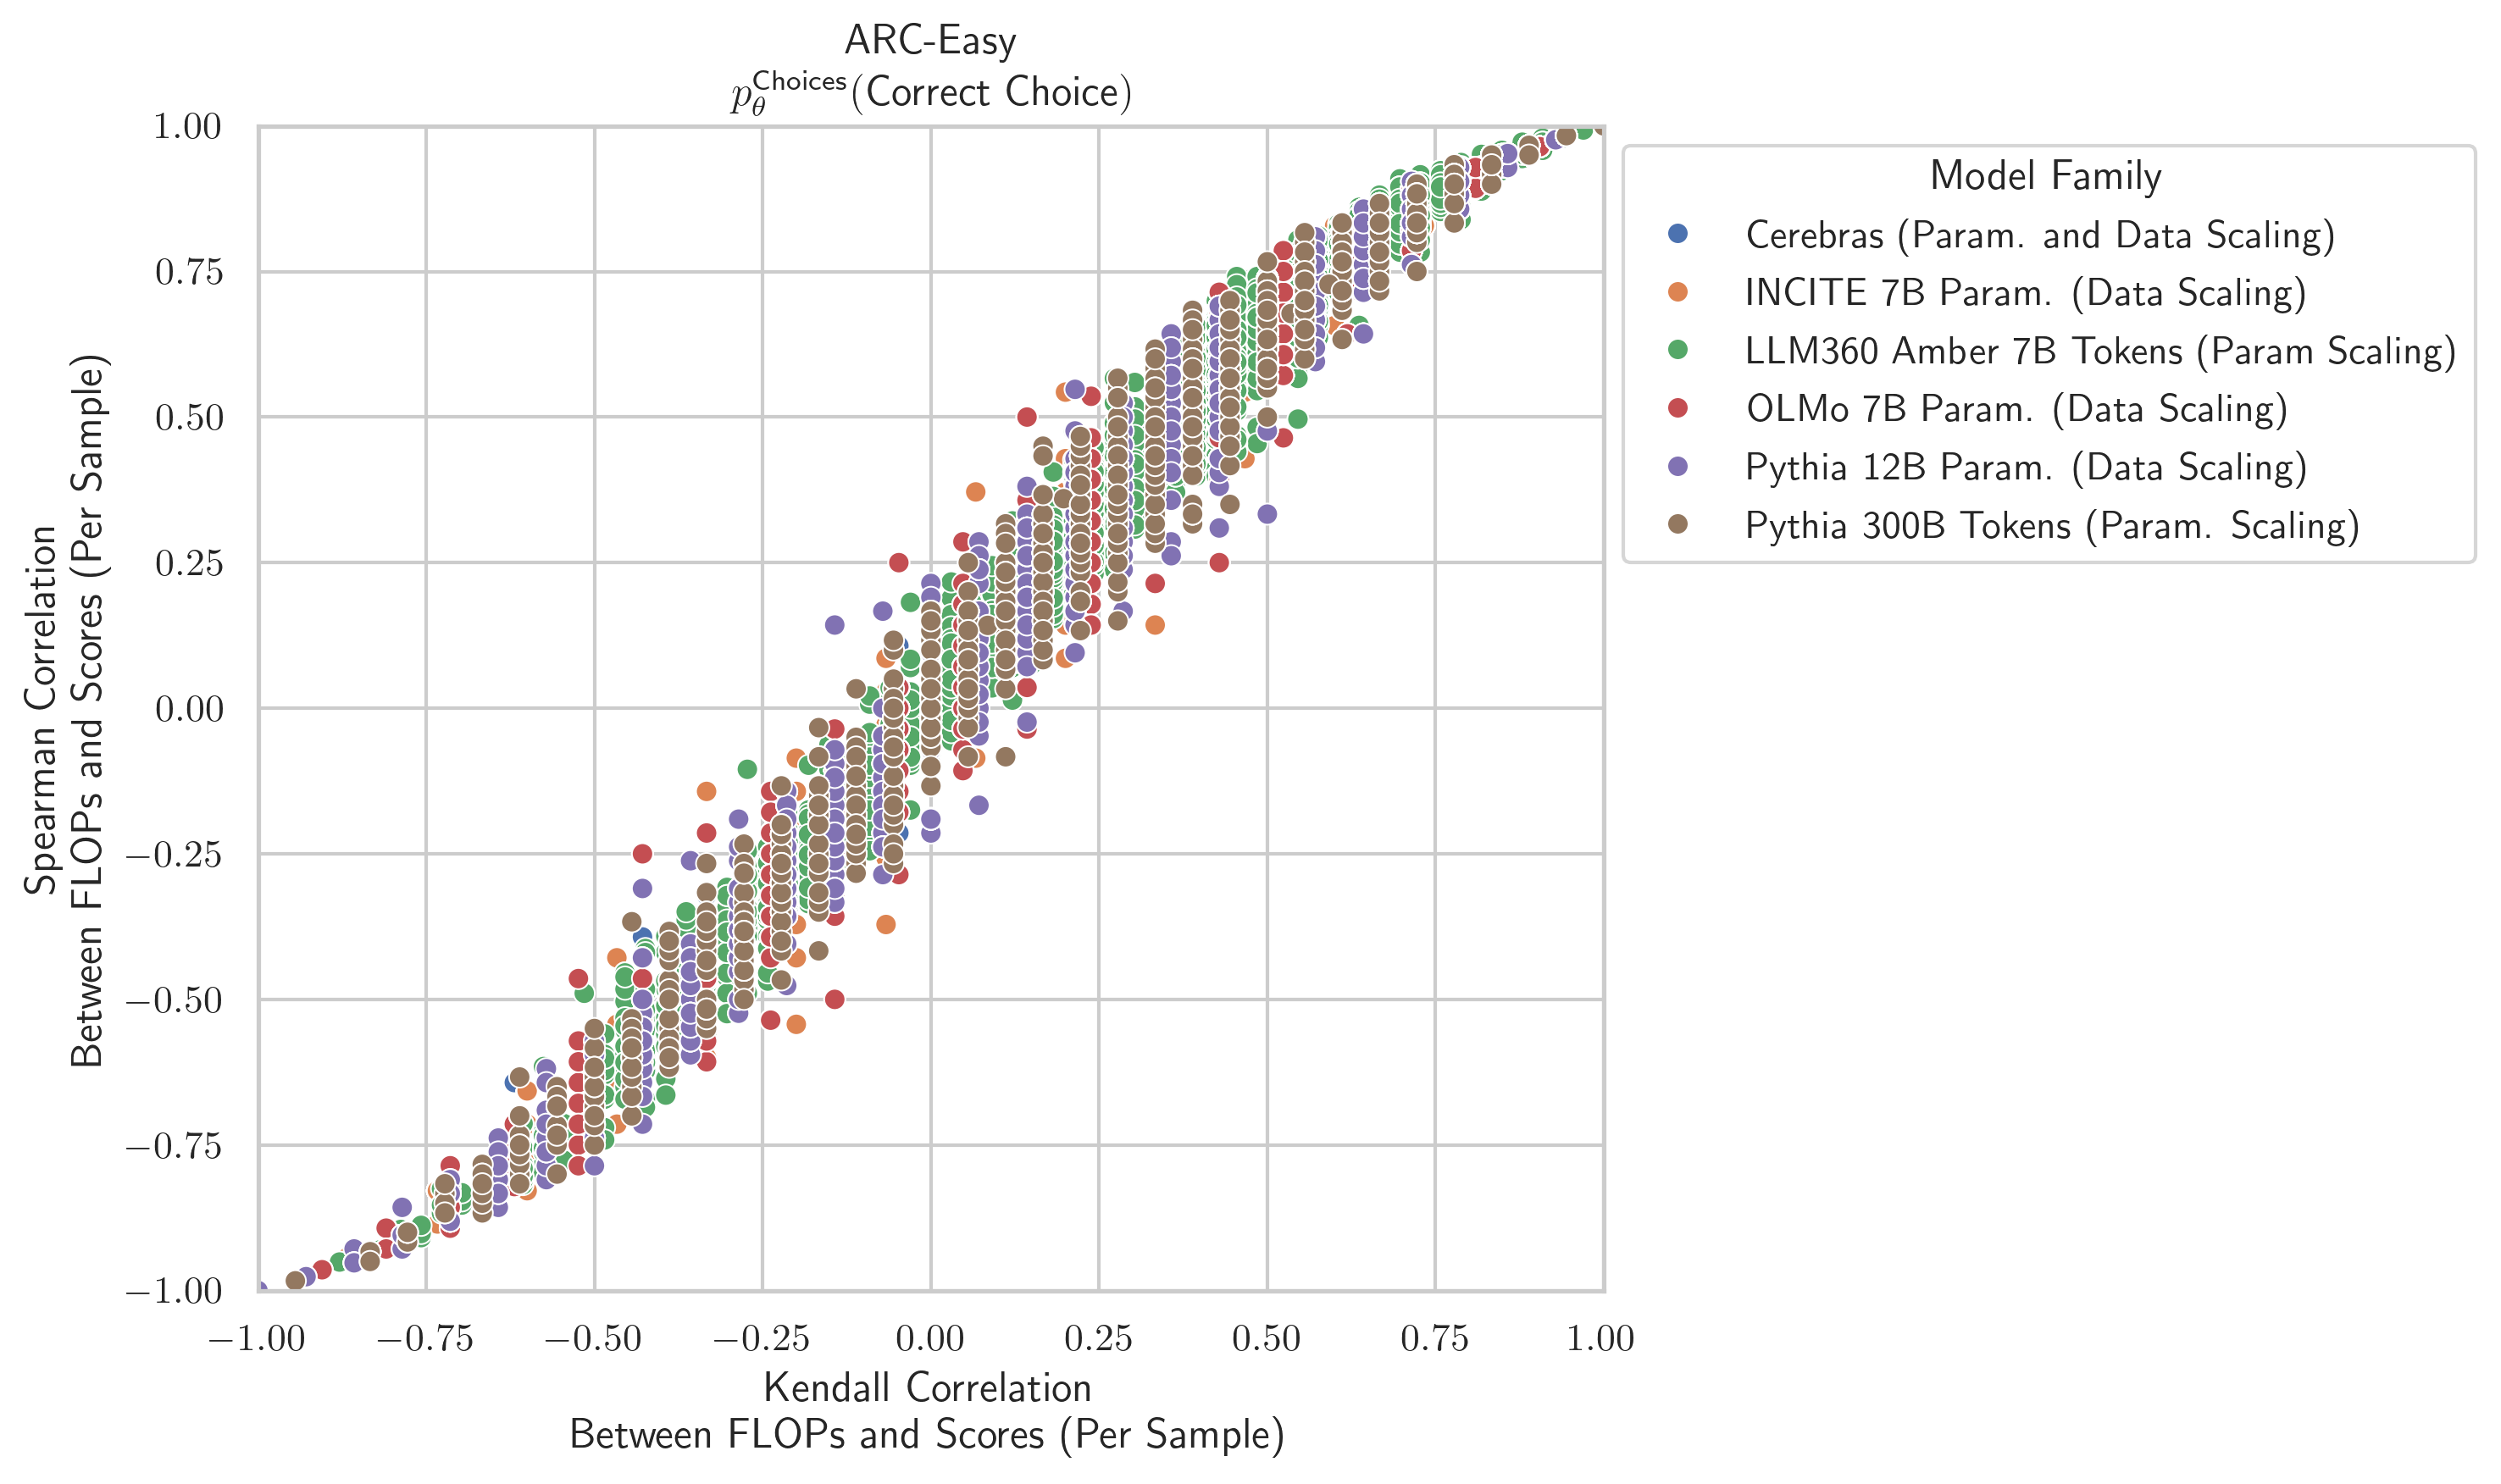 ARC-Easy
p_θ^Choices(Correct Choice)
1.00
0.75
0.50
0.25
0.00
−0.25
−0.50
−0.75
−1.00
Spearman Correlation
Between FLOPs and Scores (Per Sample)
−1.00 −0.75 −0.50 −0.25 0.00 0.25 0.50 0.75 1.00
Kendall Correlation
Between FLOPs and Scores (Per Sample)
Model Family
Cerebras (Param. and Data Scaling)
INCITE 7B Param. (Data Scaling)
LLM360 Amber 7B Tokens (Param Scaling)
OLMo 7B Param. (Data Scaling)
Pythia 12B Param. (Data Scaling)
Pythia 300B Tokens (Param. Scaling)